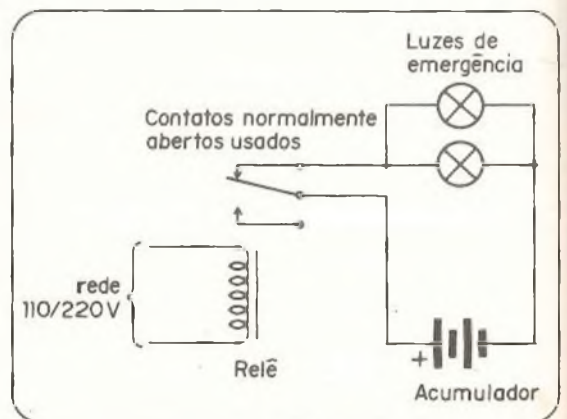 Luzes de
emergência
Contatos normalmente
abertos usados
rede
110/220V
Relê
+
Acumulador